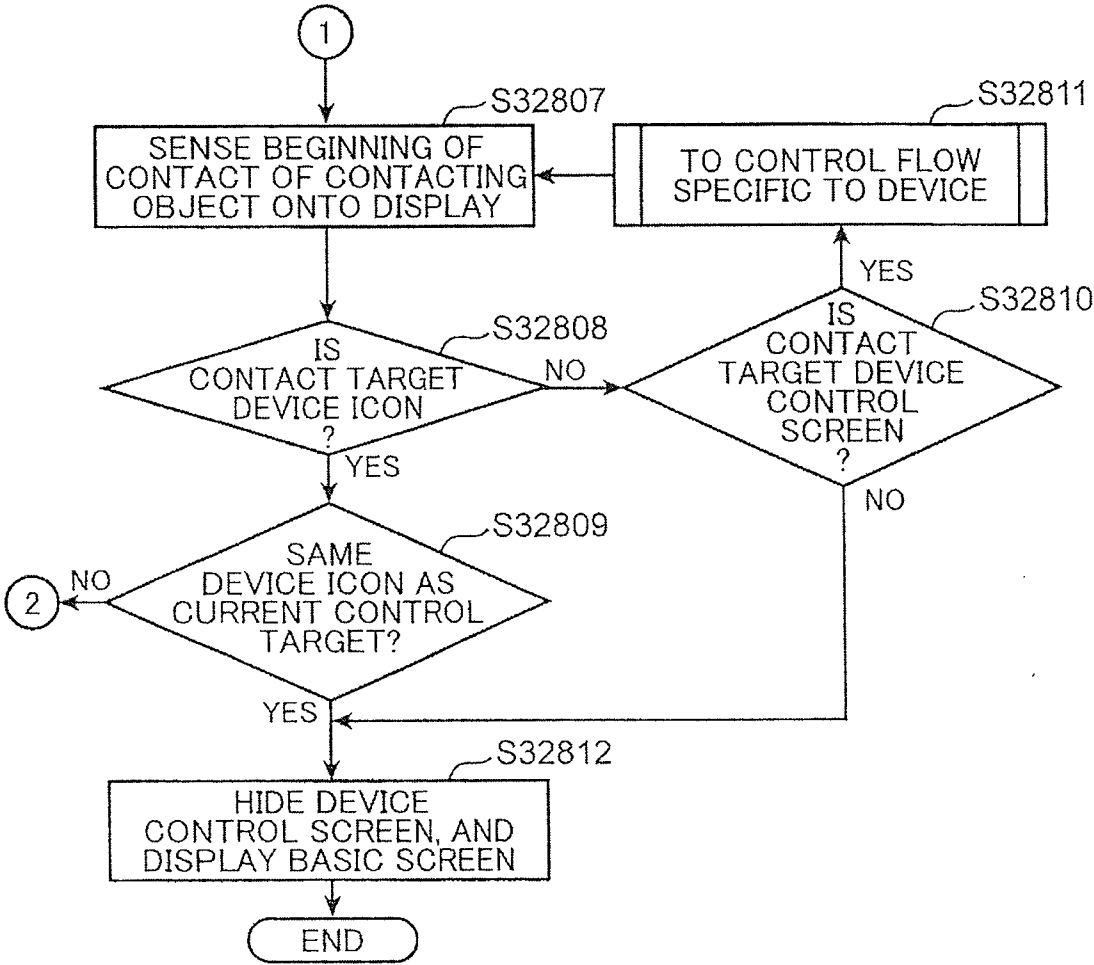 1
S32807
SENSE BEGINNING OF
CONTACT OF CONTACTING
OBJECT ONTO DISPLAY
S32811
TO CONTROL FLOW
SPECIFIC TO DEVICE
YES
S32808
IS
CONTACT TARGET
DEVICE ICON
?
NO
YES
S32810
IS
CONTACT
TARGET DEVICE
CONTROL
SCREEN
?
NO
S32809
SAME
DEVICE ICON AS
CURRENT CONTROL
TARGET?
NO
2
YES
S32812
HIDE DEVICE
CONTROL SCREEN, AND
DISPLAY BASIC SCREEN
END